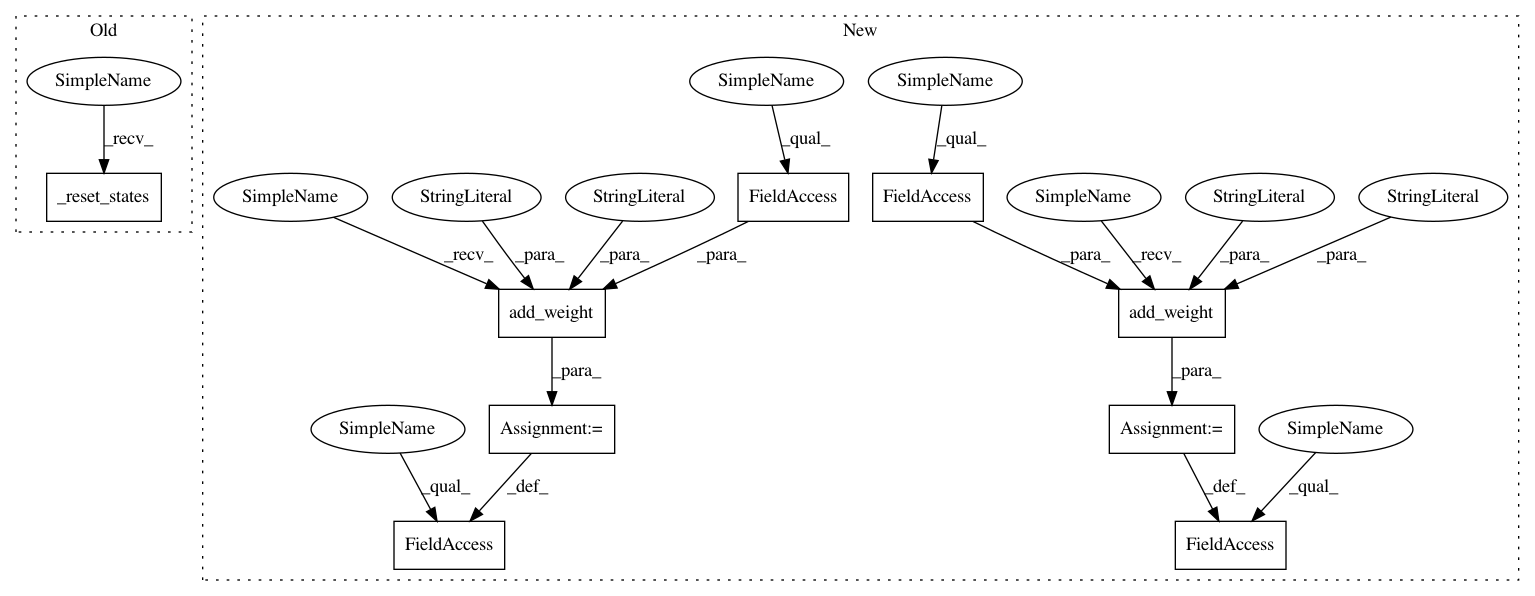 Old
New
SimpleName
SimpleName
SimpleName
_recv_
_qual_
_qual_
_reset_states
SimpleName
StringLiteral
StringLiteral
FieldAccess
FieldAccess
SimpleName
StringLiteral
StringLiteral
_recv_
_para_
_para_
_para_
_para_
_recv_
_para_
_para_
add_weight
add_weight
_para_
_para_
SimpleName
Assignment:=
Assignment:=
SimpleName
_qual_
_def_
_def_
_qual_
FieldAccess
FieldAccess